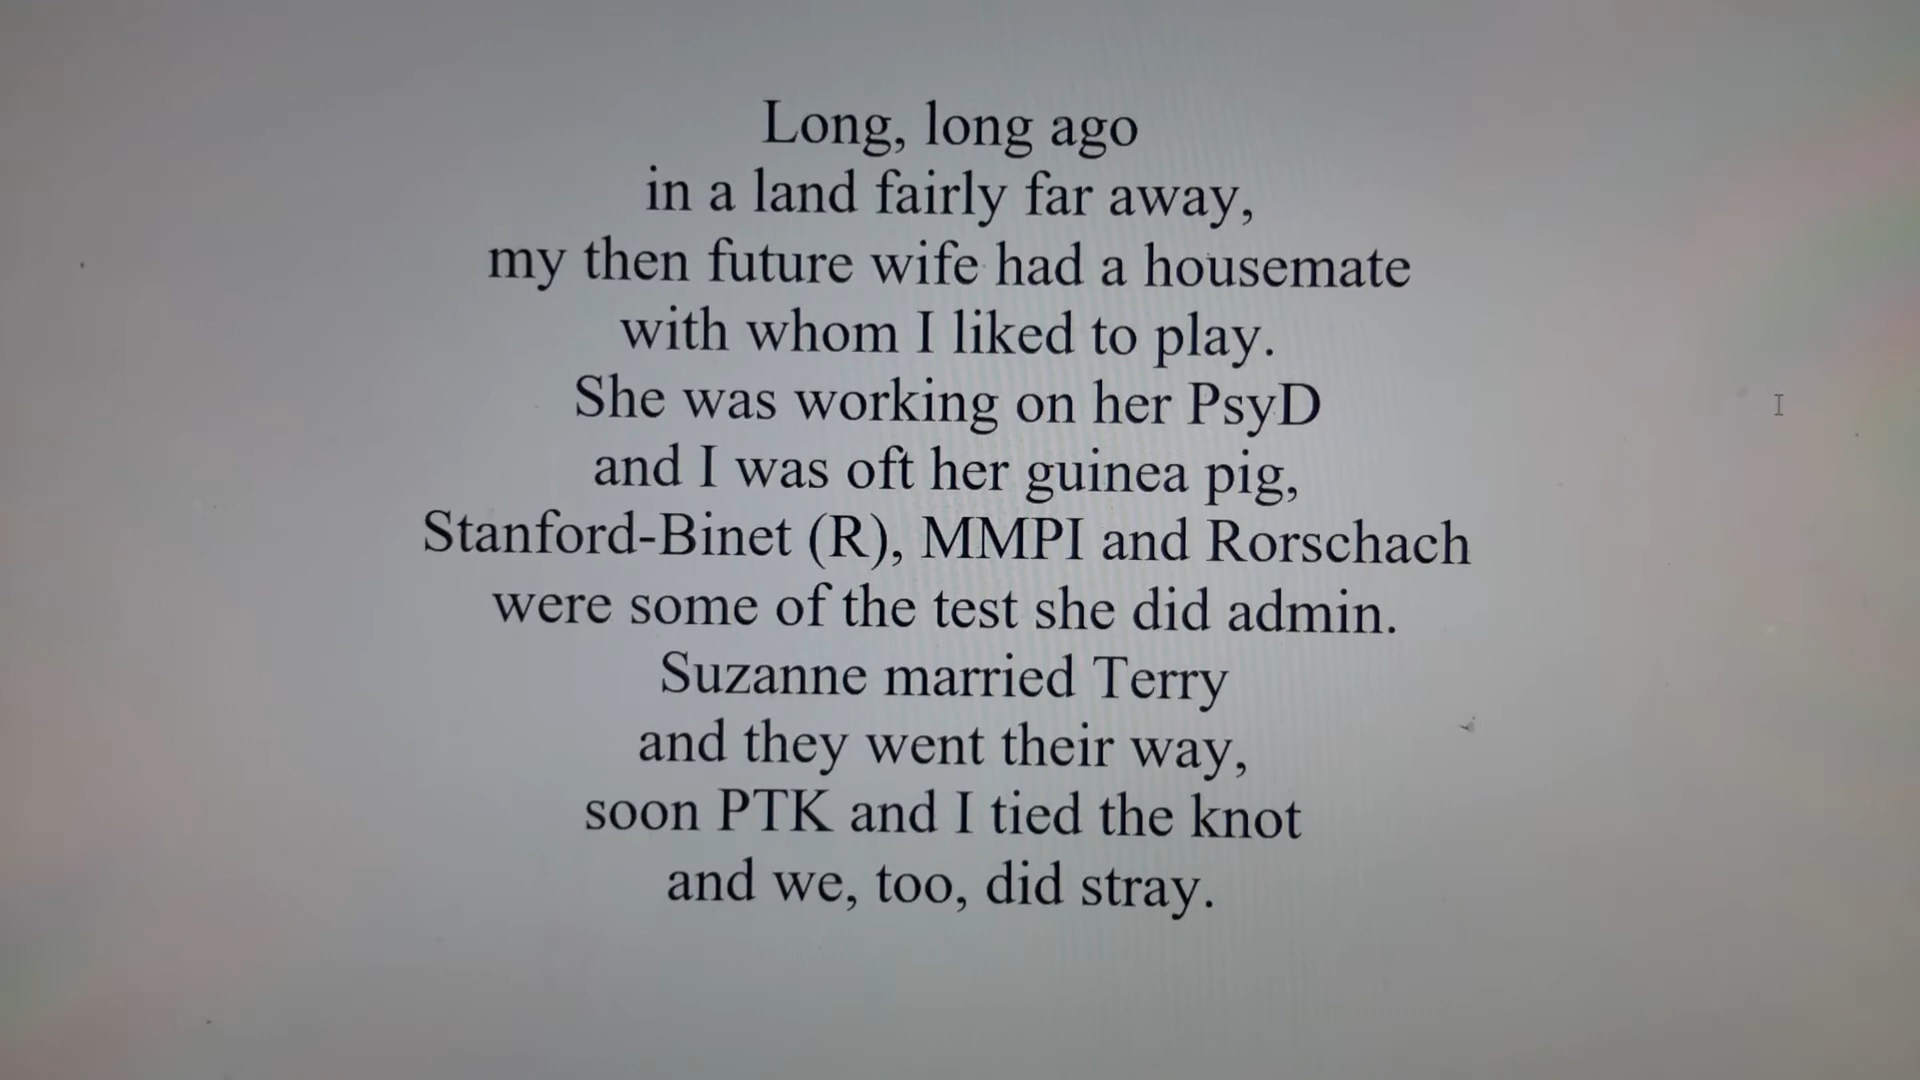 Long, long ago
in a land fairly far away,
my then future wife had a housemate
with whom I liked to play.
She was working on her PsyD
and I was oft her guinea pig,
Stanford-Binet (R), MMPI and Rorschach
were some of the test she did admin.
Suzanne married Terry
and they went their way,
soon PTK and I tied the knot
and we, too, did stray.